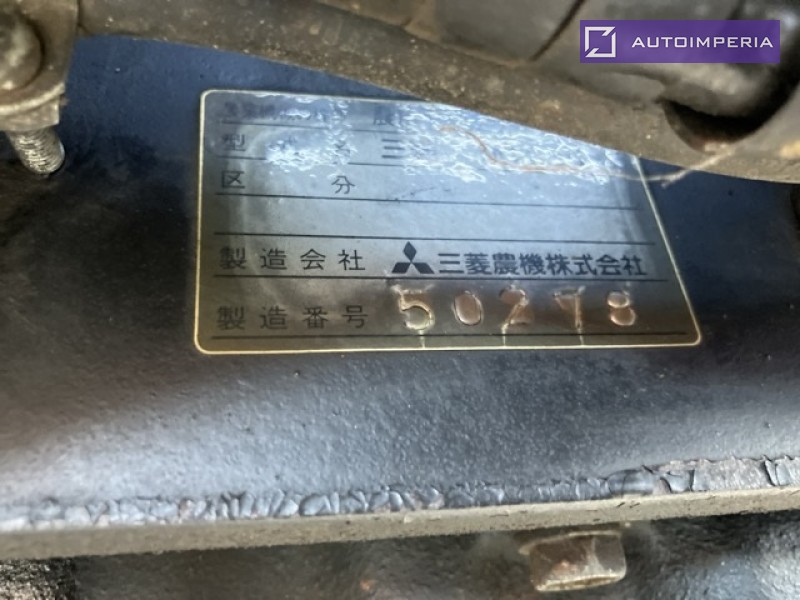 AUTOIMPERIA
型 三
区 分
製造会社 三菱農機株式会社
製造番号 50278